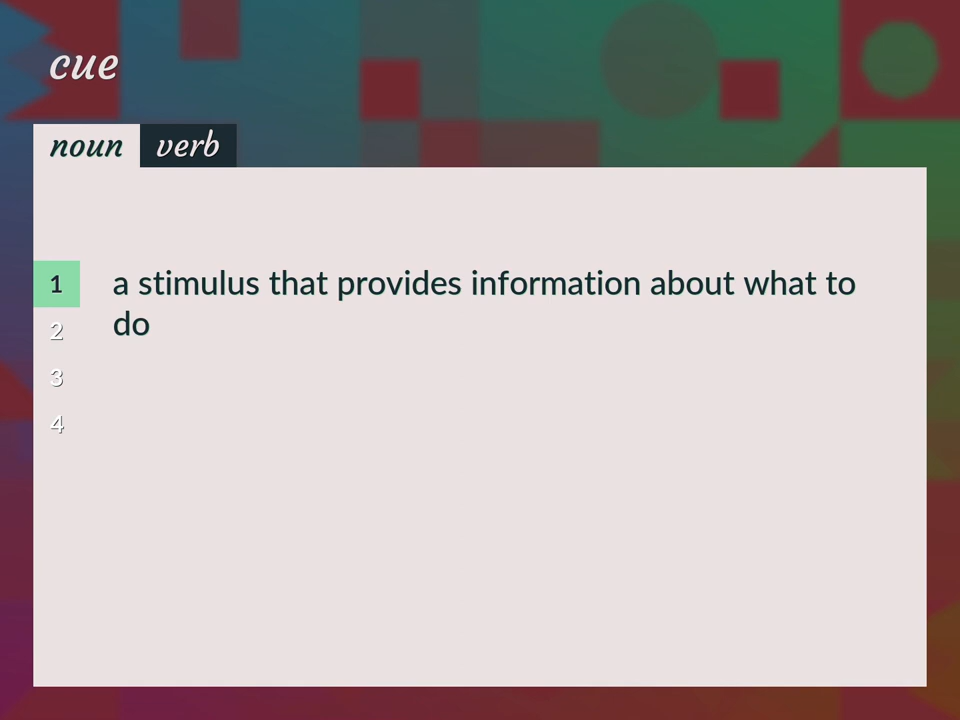 cue
noun verb
1 a stimulus that provides information about what to
do
2
3
4